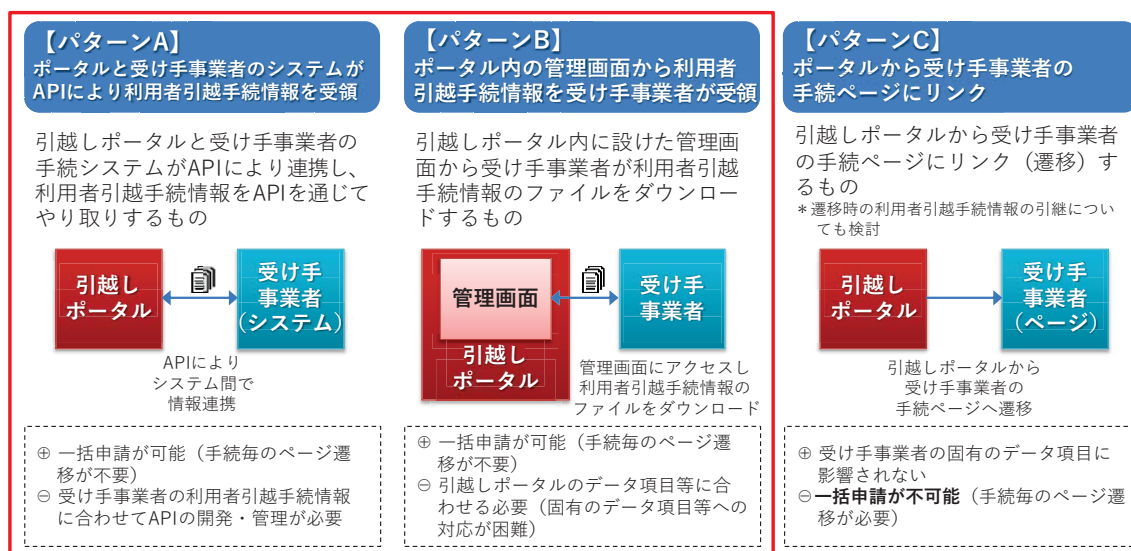 【パターンA】
ポータルと受け手事業者のシステムが
APIにより利用者引越手続情報を受領
引越しポータルと受け手事業者の
手続システムがAPIにより連携し、
利用者引越手続情報をAPIを通じて
やり取りするもの
引越し
ポータル
受け手
事業者
(システム)
APIにより
システム間で
情報連携
⊕ 一括申請が可能（手続毎のページ遷
移が不要）
⊖ 受け手事業者の利用者引越手続情報
に合わせてAPIの開発・管理が必要
【パターンB】
ポータル内の管理画面から利用者
引越手続情報を受け手事業者が受領
引越しポータル内に設けた管理画
面から受け手事業者が利用者引越
手続情報のファイルをダウンロー
ドするもの
管理画面
引越し
ポータル
受け手
事業者
管理画面にアクセスし
利用者引越手続情報の
ファイルをダウンロード
⊕ 一括申請が可能（手続毎のページ遷
移が不要）
⊖ 引越しポータルのデータ項目等に合
わせる必要（固有のデータ項目等への
対応が困難）
【パターンC】
ポータルから受け手事業者の
手続ページにリンク
引越しポータルから受け手事業者
の手続ページにリンク（遷移）す
るもの
＊遷移時の利用者引越手続情報の引継につい
ても検討
引越し
ポータル
受け手
事業者
(ページ)
引越しポータルから
受け手事業者の
手続ページへ遷移
⊕ 受け手事業者の固有のデータ項目に
影響されない
⊖一括申請が不可能（手続毎のページ遷
移が必要）